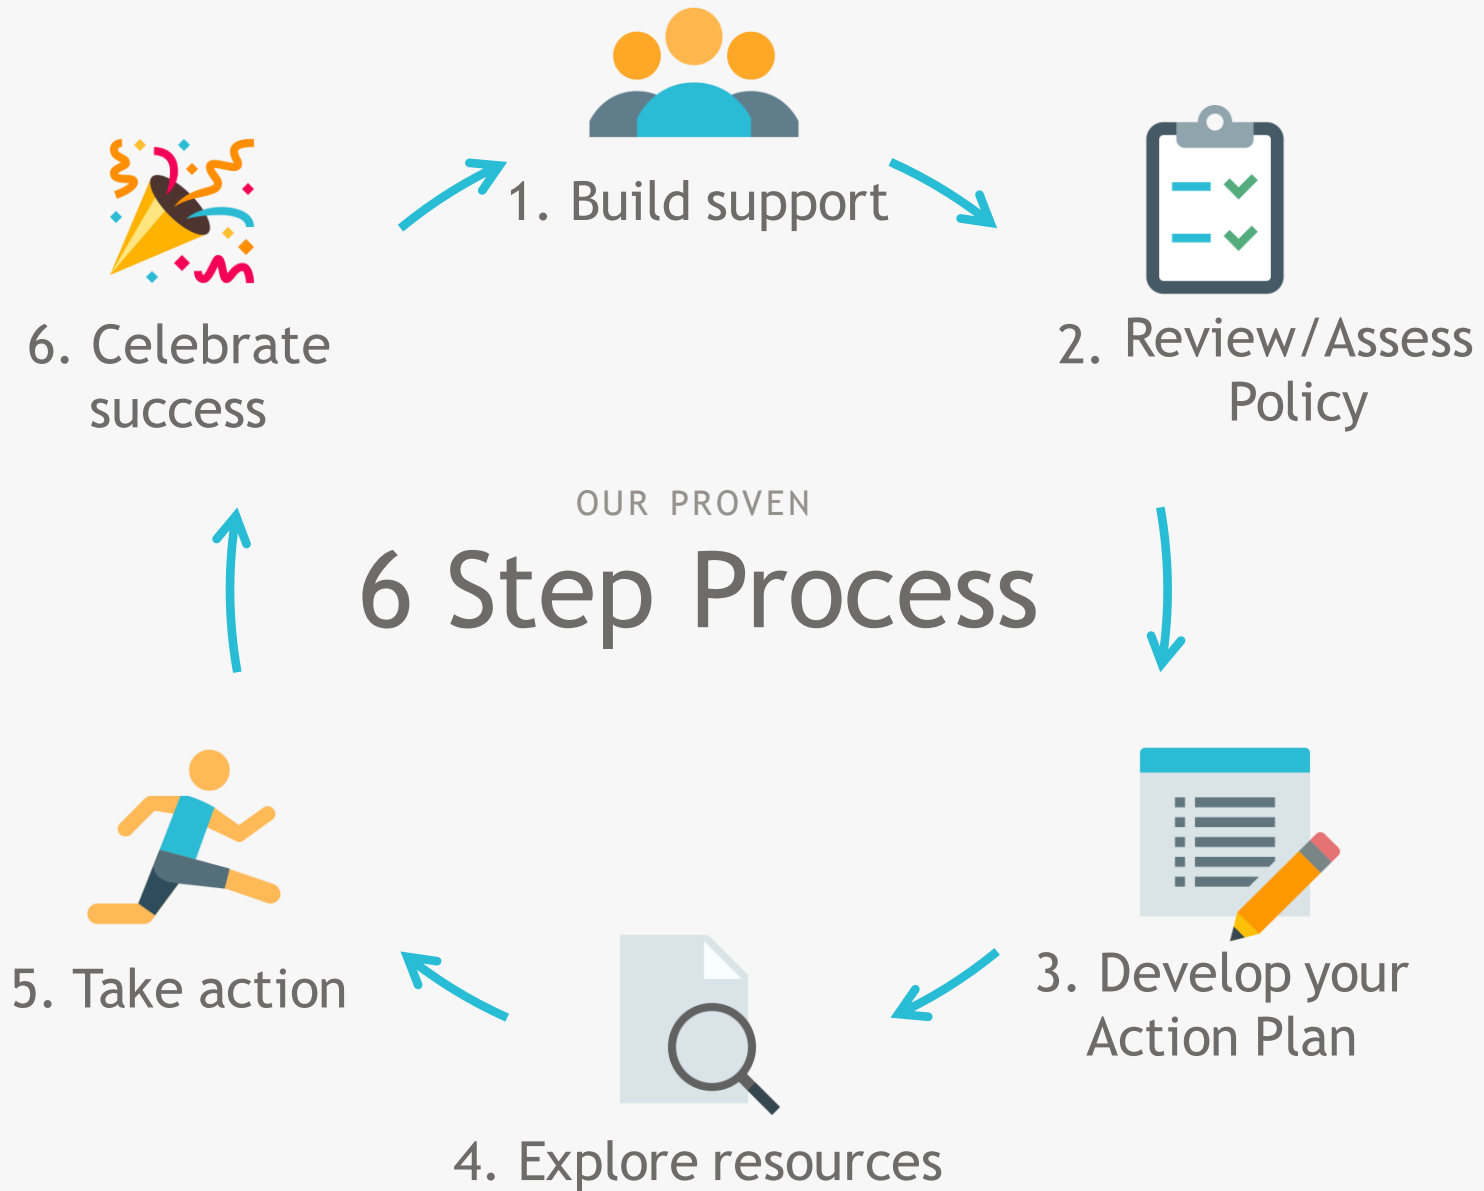 1. Build support
2. Review/Assess
Policy
3. Develop your
Action Plan
4. Explore resources
5. Take action
6. Celebrate
success
OUR PROVEN
6 Step Process